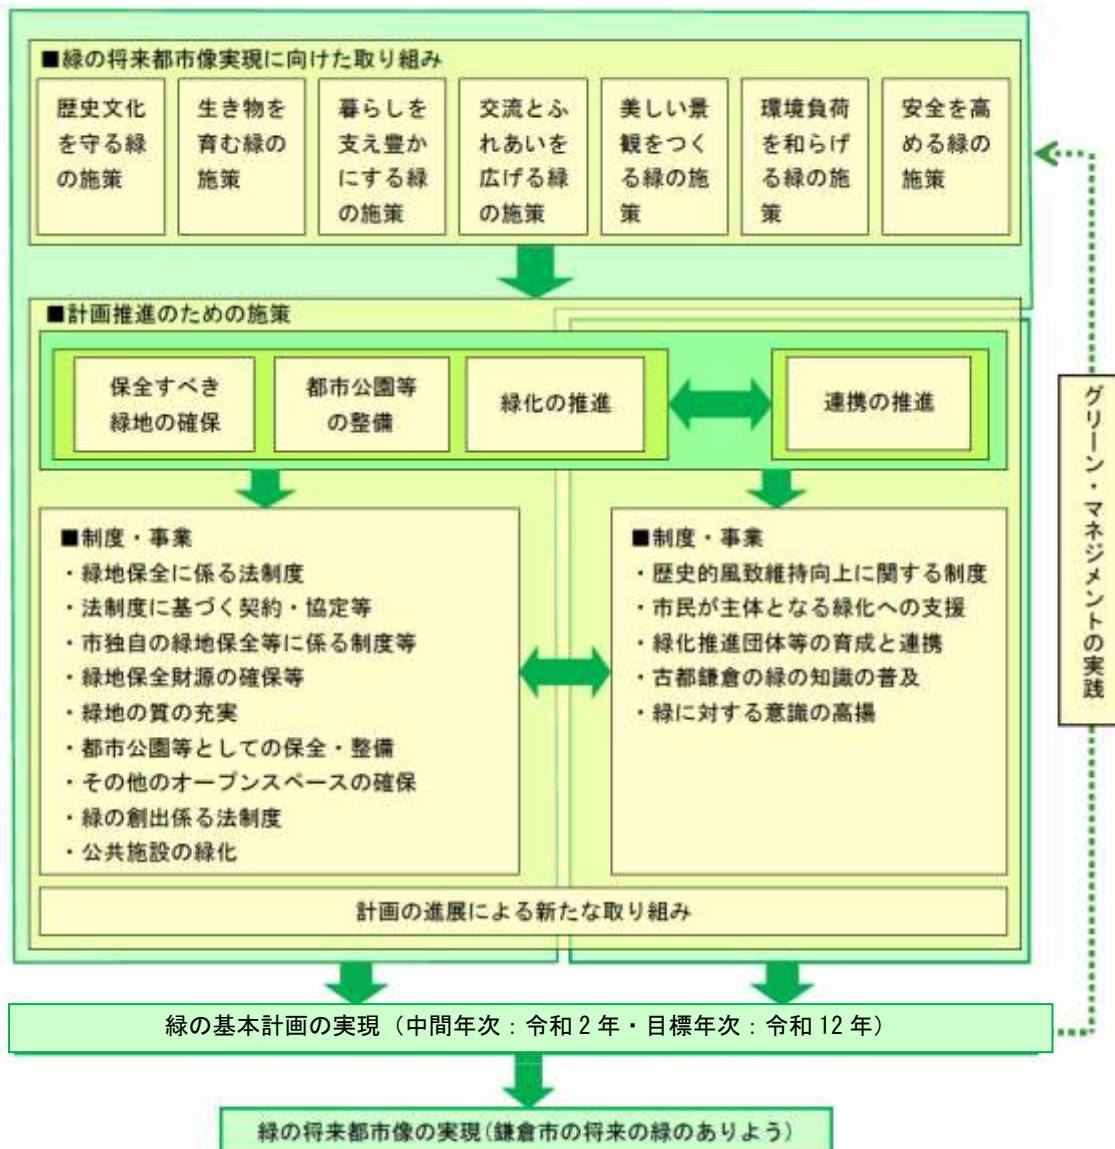 ■緑の将来都市像実現に向けた取り組み
歴史文化
を守る緑
の施策
生き物を
育む緑の
施策
暮らしを
支え豊か
にする緑
の施策
交流とふ
れあいを
広げる緑
の施策
美しい景
観をつく
る緑の施
策
環境負荷
を和らげ
る緑の施
策
安全を高
める緑の
施策
■計画推進のための施策
保全すべき
緑地の確保
都市公園等
の整備
緑化の推進
連携の推進
■制度・事業
・緑地保全に係る法制度
・法制度に基づく契約・協定等
・市独自の緑地保全等に係る制度等
・緑地保全財源の確保等
・緑地の質の充実
・都市公園等としての保全・整備
・その他のオープンスペースの確保
・緑の創出係る法制度
・公共施設の緑化
■制度・事業
・歴史的風致維持向上に関する制度
・市民が主体となる緑化への支援
・緑化推進団体等の育成と連携
・古都鎌倉の緑の知識の普及
・緑に対する意識の高揚
計画の進展による新たな取り組み
グリーン・マネジメントの実践
緑の基本計画の実現（中間年次：令和2年・目標年次：令和12年）
緑の将来都市像の実現(鎌倉市の将来の緑のありよう)